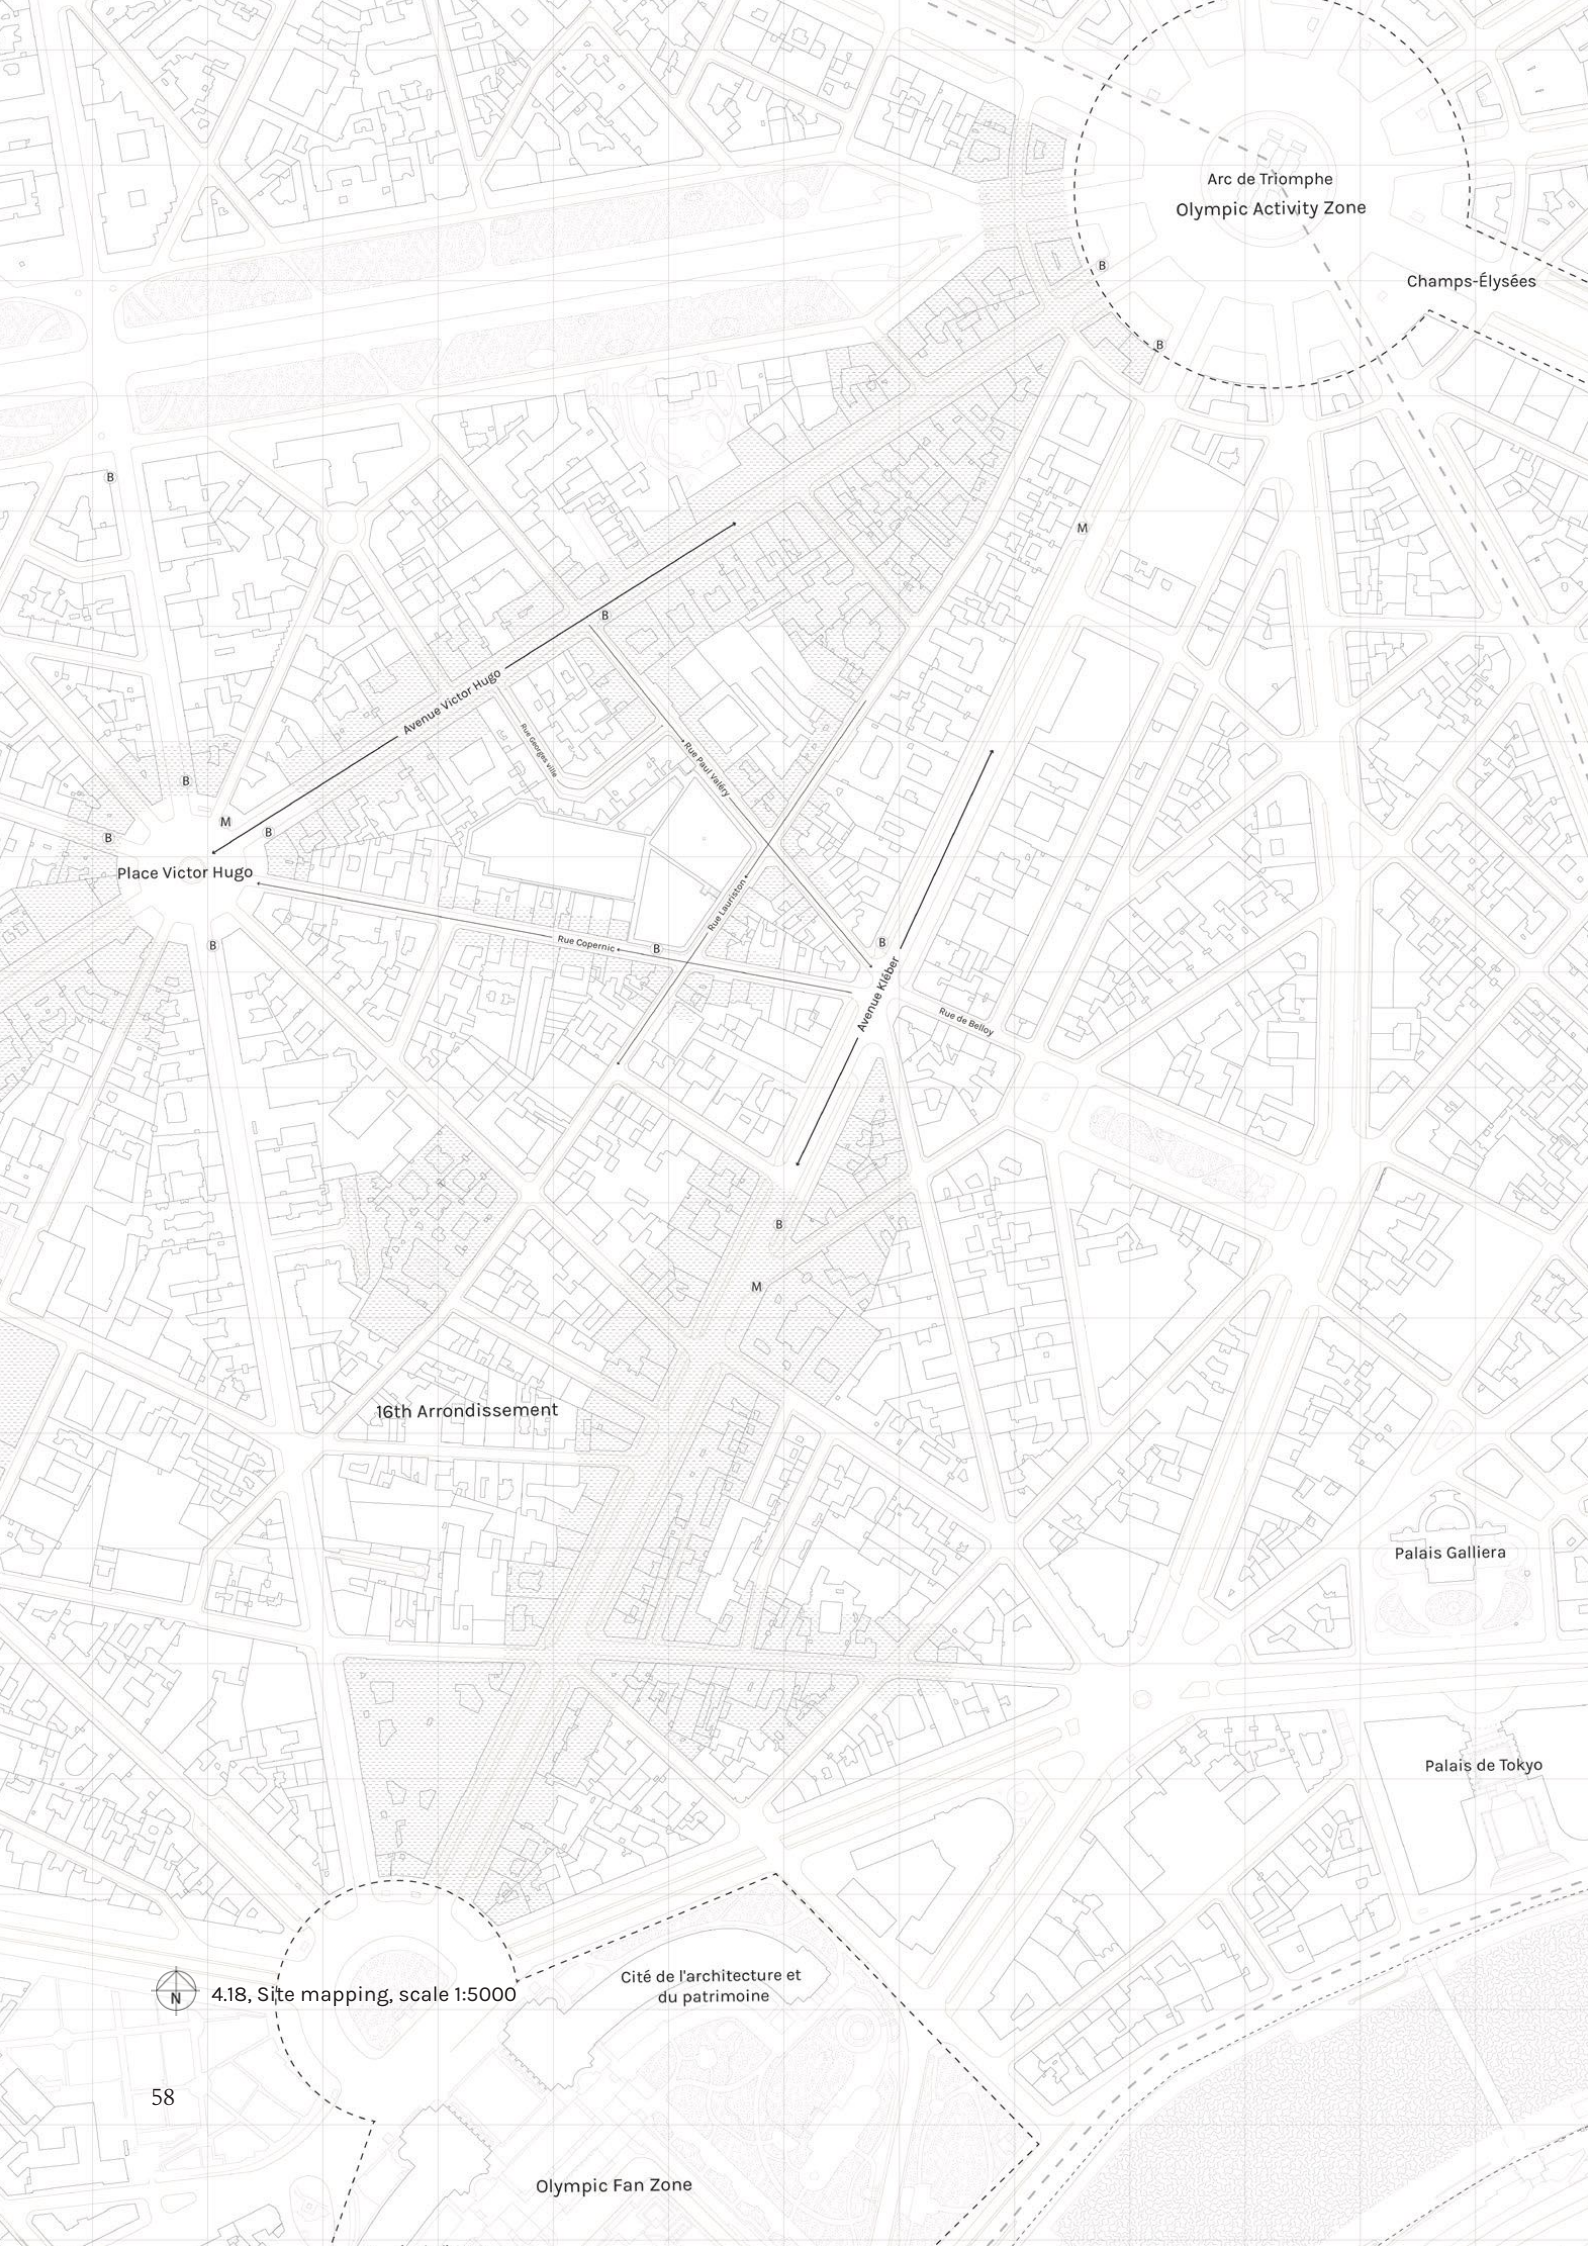 Arc de Triomphe
Olympic Activity Zone
B
Champs-Élysées
B
B
M
B
Avenue Victor Hugo
Rue Georges ville
Rue Paul Valéry
B
M
B
B
Place Victor Hugo
Rue Lauriston
B
Rue Copernic
B
B
Avenue Kléber
Rue de Belloy
B
M
16th Arrondissement
Palais Galliera
Palais de Tokyo
Cité de l'architecture et
du patrimoine
N
4.18, Site mapping, scale 1:5000
58
Olympic Fan Zone